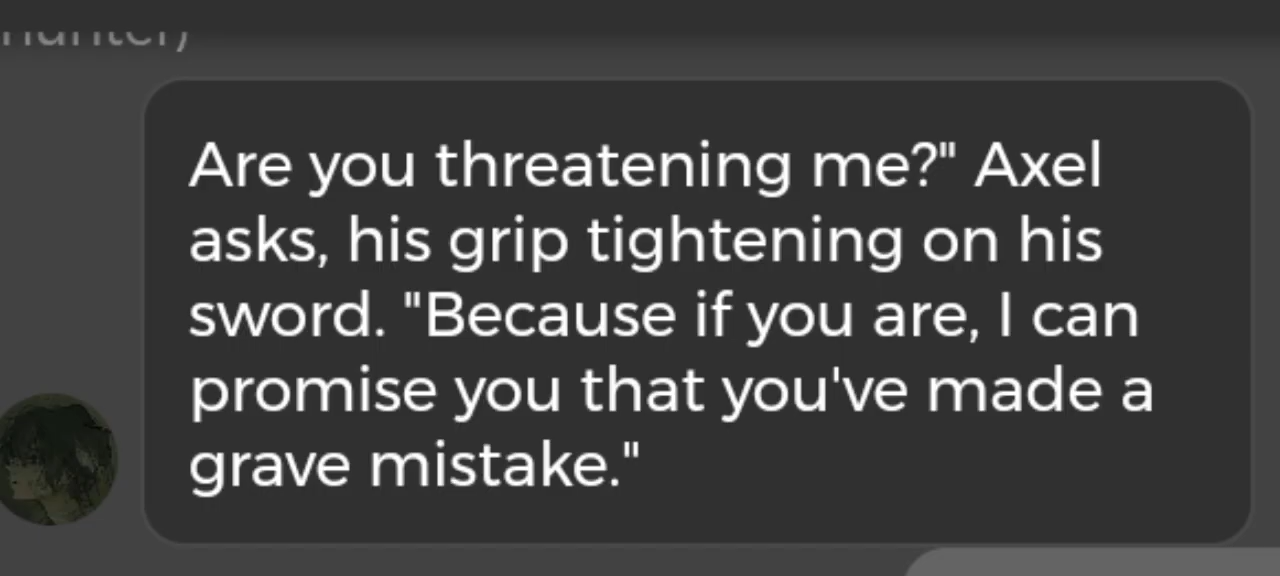 Are you threatening me?" Axel
asks, his grip tightening on his
sword. "Because if you are, I can
promise you that you've made a
grave mistake."